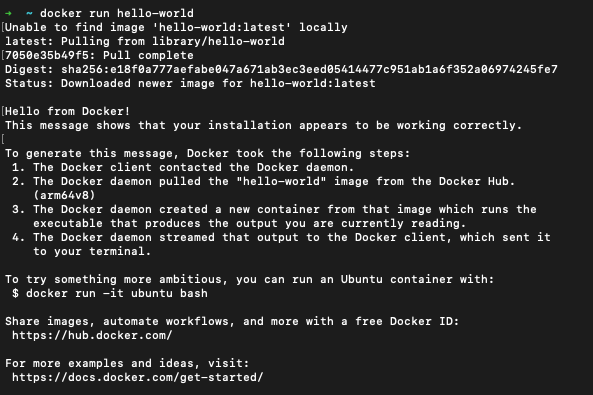 ➜  ~ docker run hello-world
Unable to find image 'hello-world:latest' locally
latest: Pulling from library/hello-world
7050e35b49f5: Pull complete
Digest: sha256:e18f0a777aefabe047a671ab3ec3eed05414477c951ab1a6f352a06974245fe7
Status: Downloaded newer image for hello-world:latest
Hello from Docker!
This message shows that your installation appears to be working correctly.
To generate this message, Docker took the following steps:
1. The Docker client contacted the Docker daemon.
2. The Docker daemon pulled the "hello-world" image from the Docker Hub.
(arm64v8)
3. The Docker daemon created a new container from that image which runs the
executable that produces the output you are currently reading.
4. The Docker daemon streamed that output to the Docker client, which sent it
to your terminal.
To try something more ambitious, you can run an Ubuntu container with:
$ docker run -it ubuntu bash
Share images, automate workflows, and more with a free Docker ID:
https://hub.docker.com/
For more examples and ideas, visit:
https://docs.docker.com/get-started/